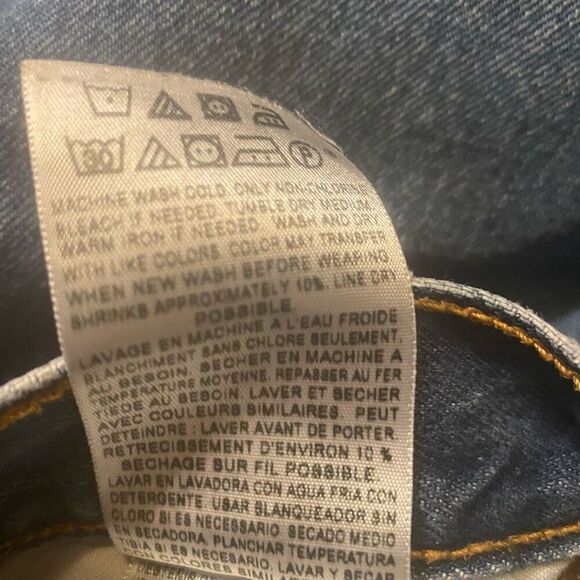 30 P
MACHINE WASH COLD. ONLY NON-CHLORINE
BLEACH IF NEEDED. TUMBLE DRY MEDIUM.
WARM IRON IF NEEDED. WASH AND DRY
WITH LIKE COLORS. COLOR MAY TRANSFER
WHEN NEW WASH BEFORE WEARING
SHRINKS APPROXIMATELY 10%. LINE DRY
POSSIBLE.
LAVAGE EN MACHINE A L'EAU FROIDE
BLANCHIMENT SANS CHLORE SEULEMENT
AU BESOIN. SECHER EN MACHINE A
TEMPERATURE MOYENNE. REPASSER AU FER
TIEDE AU BESOIN. LAVER ET SECHER
AVEC COULEURS SIMILAIRES. PEUT
DETEINDRE : LAVER AVANT DE PORTER
RETRECISSEMENT D'ENVIRON 10 %
SECHAGE SUR FIL POSSIBLE.
LAVAR EN LAVADORA CON AGUA FRIA CON
DETERGENTE. USAR BLANQUEADOR SIN
CLORO SI ES NECESSARIO SECADO MEDIO
EN SECADORA, PLANCHAR TEMPERATURA
TIBIA SI ES NECESARIO, LAVAR Y SECAR
CON COLORES